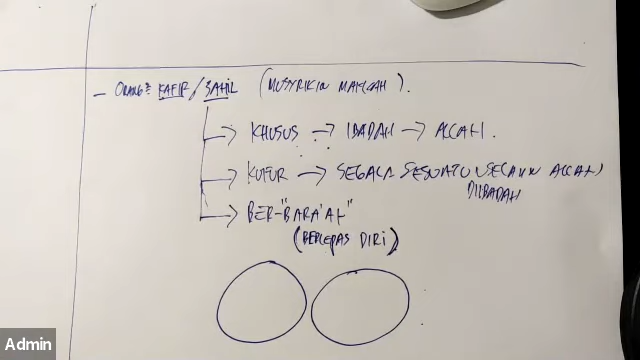 - ORANG² KAFIR / JAHIL (MUSYRIKIN MAKKAH).
→ KHUSUS → IBADAH → ALLAH.
→ KUFUR → SEGALA SESUATU (SELAIN ALLAH)
DIIBADAH
→ BER-"BARA'AH"
(BERLEPAS DIRI)
Admin